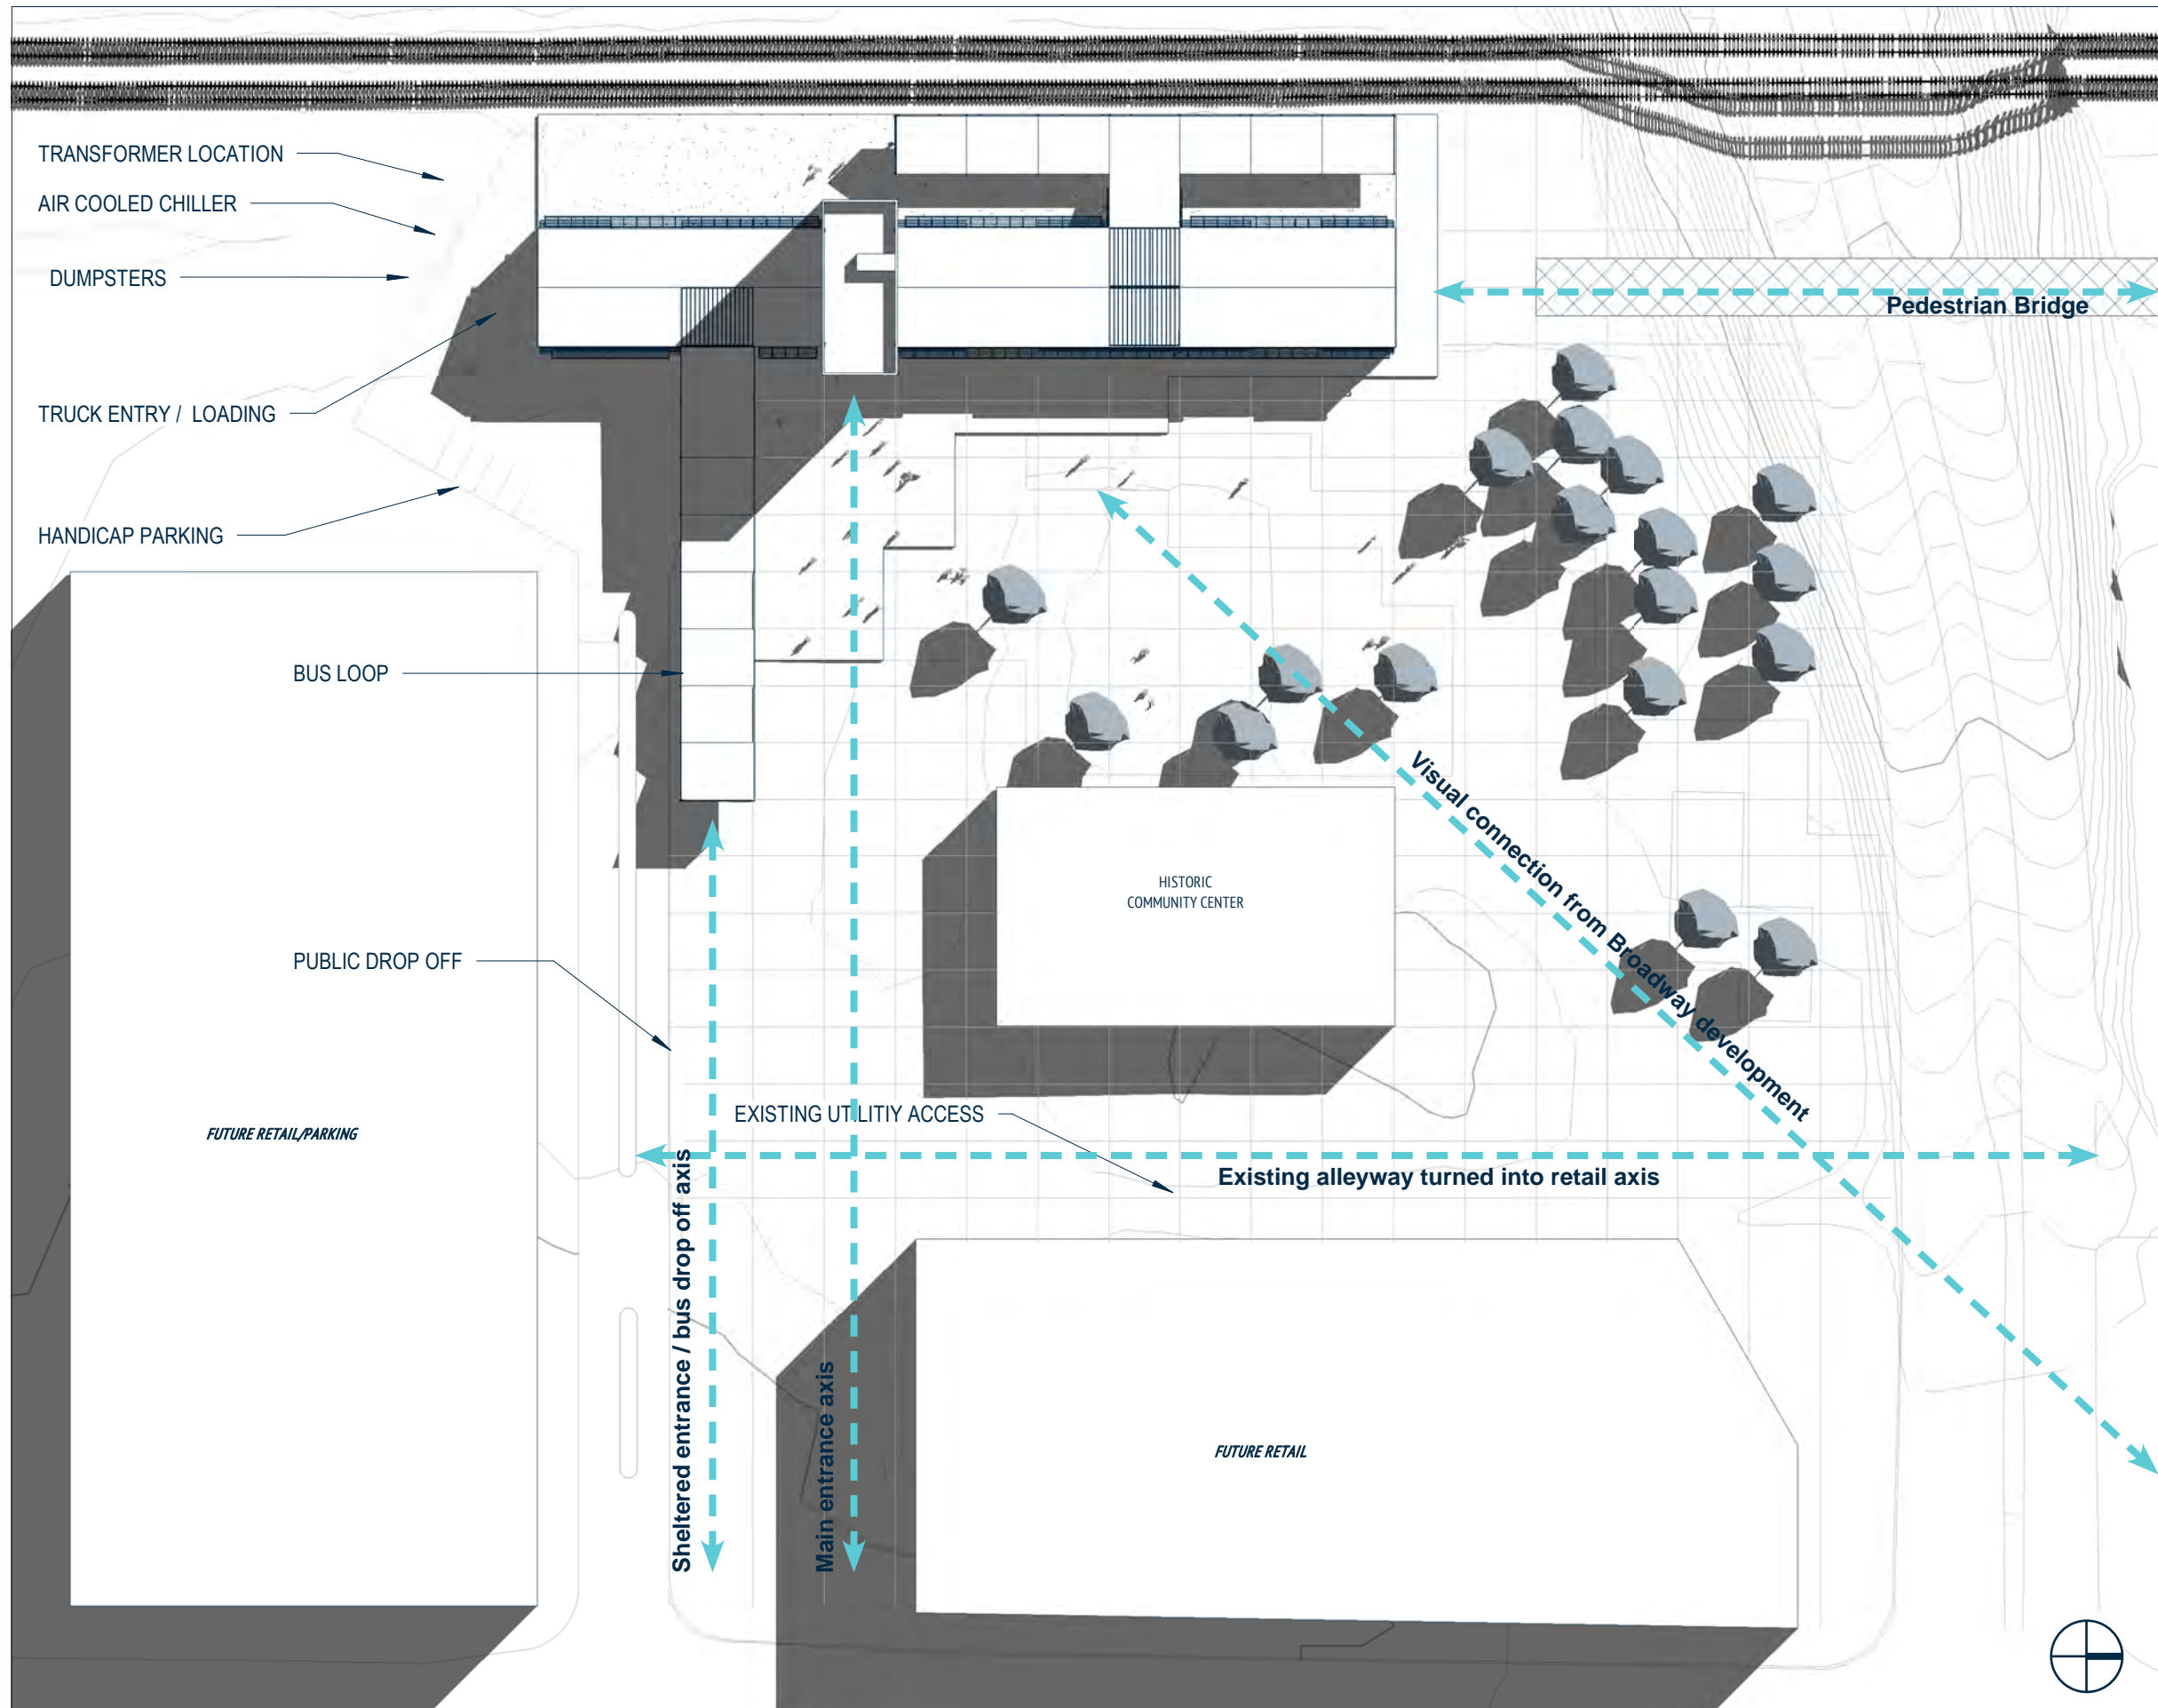 TRANSFORMER LOCATION
AIR COOLED CHILLER
DUMPSTERS
Pedestrian Bridge
TRUCK ENTRY / LOADING
HANDICAP PARKING
BUS LOOP
Visual connection from Broadway development
HISTORIC
COMMUNITY CENTER
PUBLIC DROP OFF
EXISTING UTILITIY ACCESS
FUTURE RETAIL/PARKING
Existing alleyway turned into retail axis
Sheltered entrance / bus drop off axis
Main entrance axis
FUTURE RETAIL